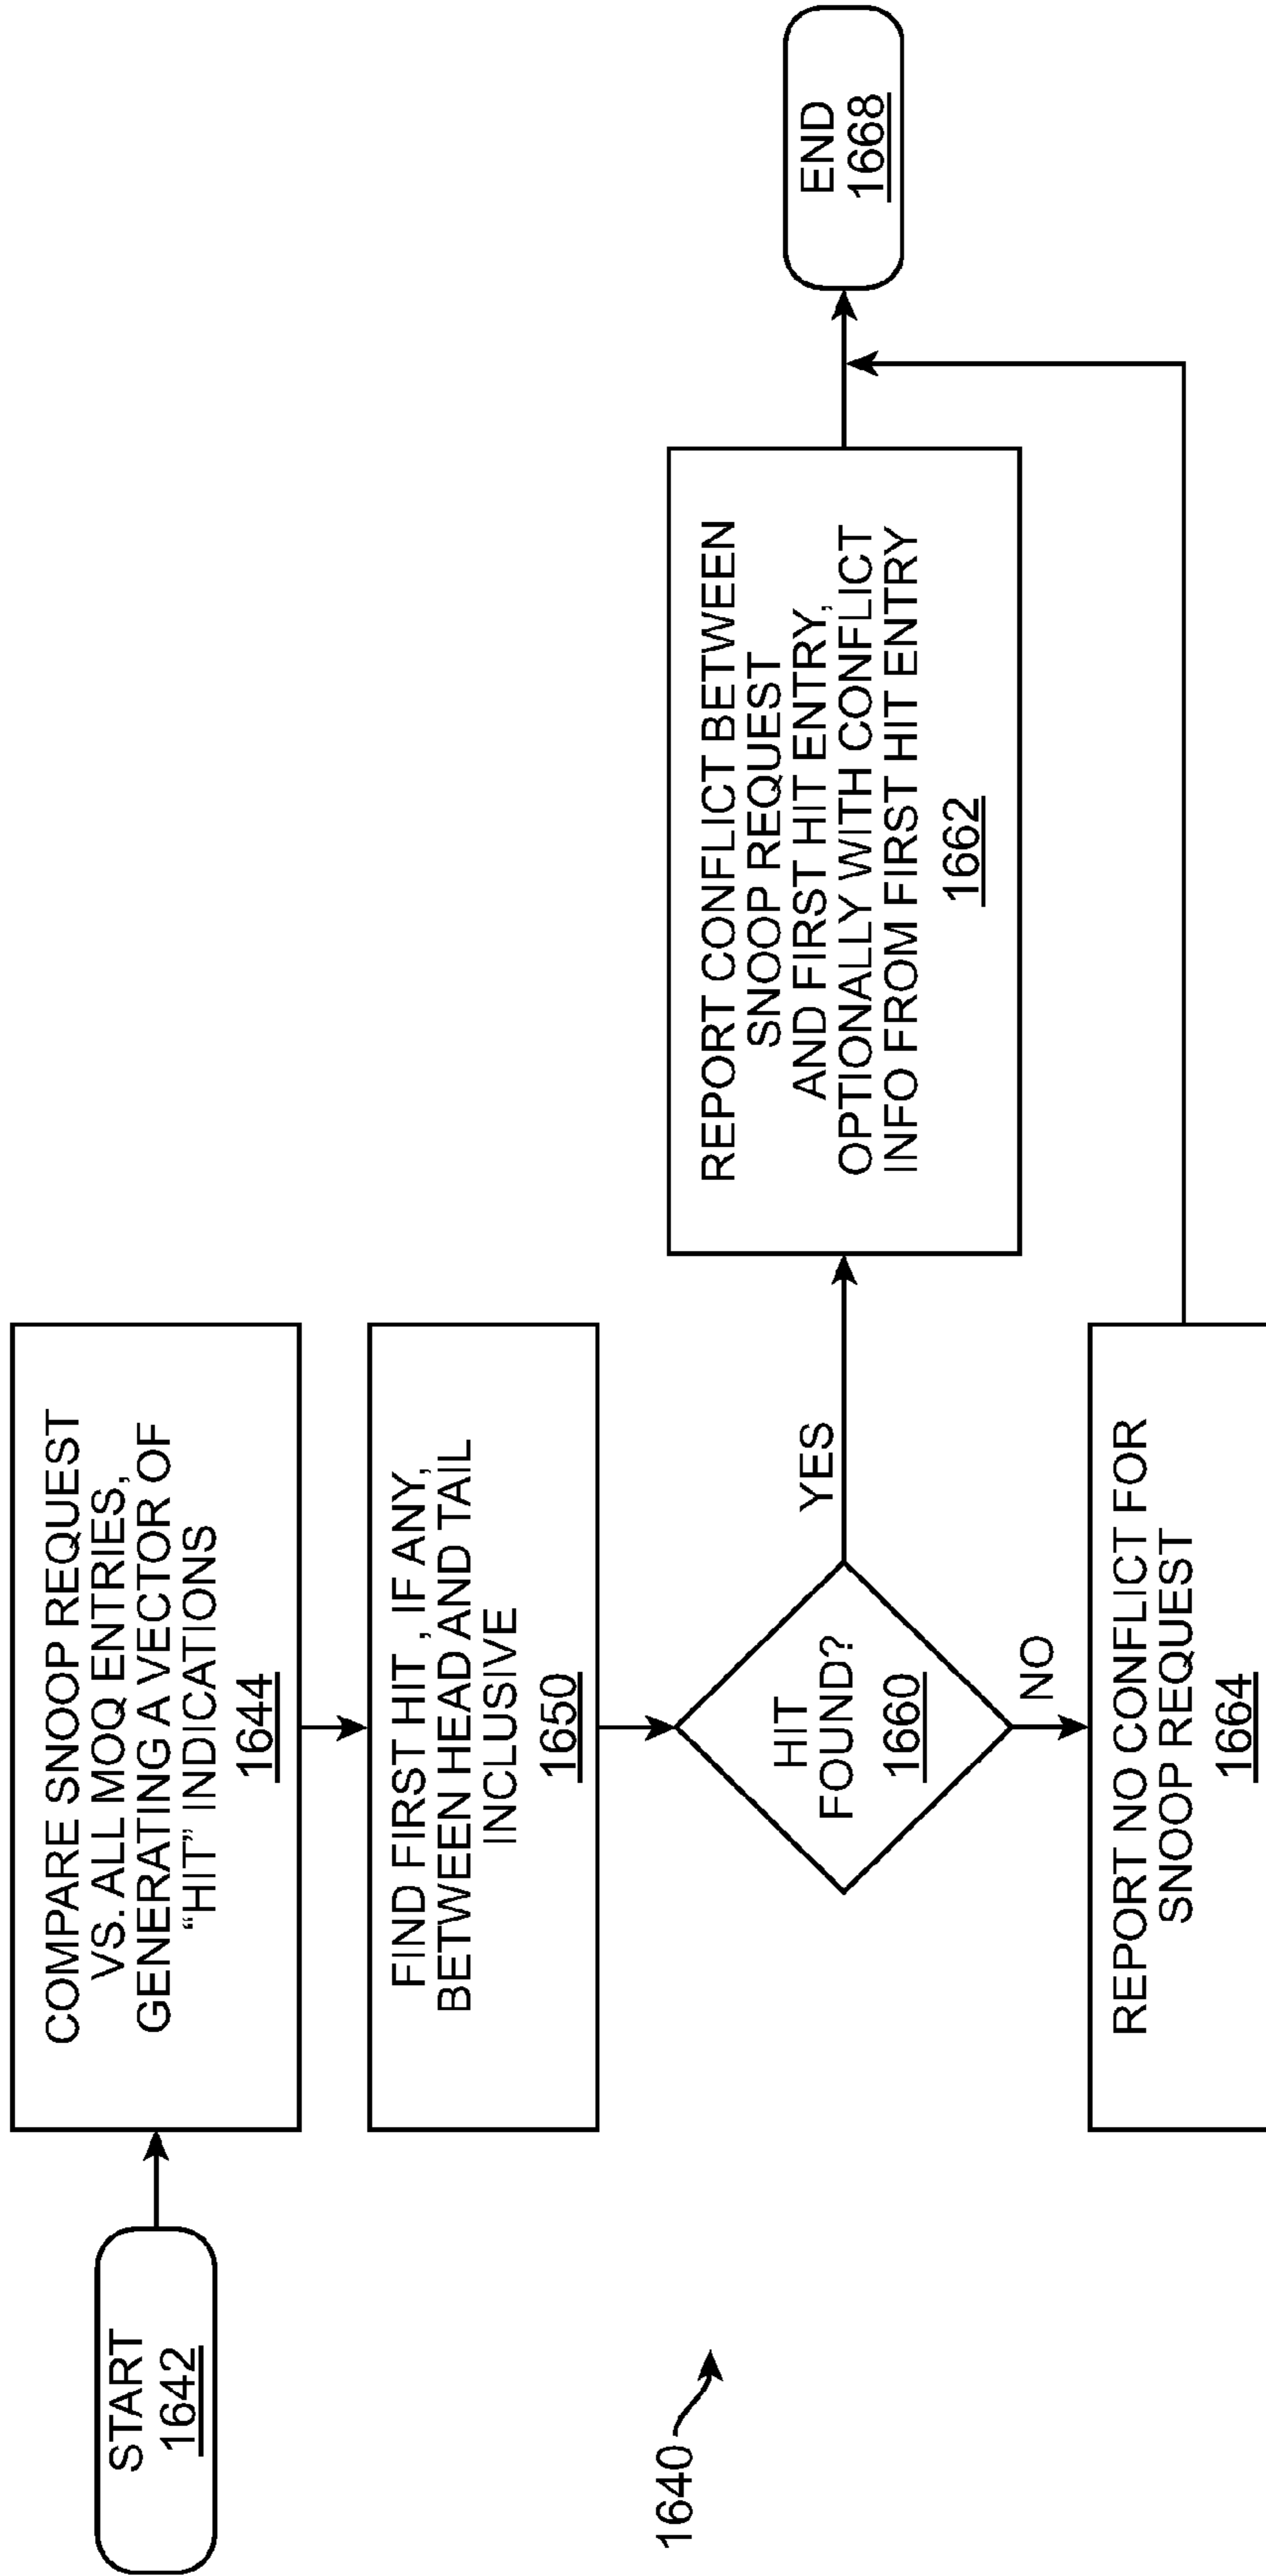 START
1642
COMPARE SNOOP REQUEST
VS. ALL MOQ ENTRIES,
GENERATING A VECTOR OF
“HIT” INDICATIONS
1644
FIND FIRST HIT , IF ANY,
BETWEEN HEAD AND TAIL
INCLUSIVE
1650
HIT
FOUND?
1660
YES
NO
REPORT CONFLICT BETWEEN
SNOOP REQUEST
AND FIRST HIT ENTRY,
OPTIONALLY WITH CONFLICT
INFO FROM FIRST HIT ENTRY
1662
REPORT NO CONFLICT FOR
SNOOP REQUEST
1664
END
1668
1640